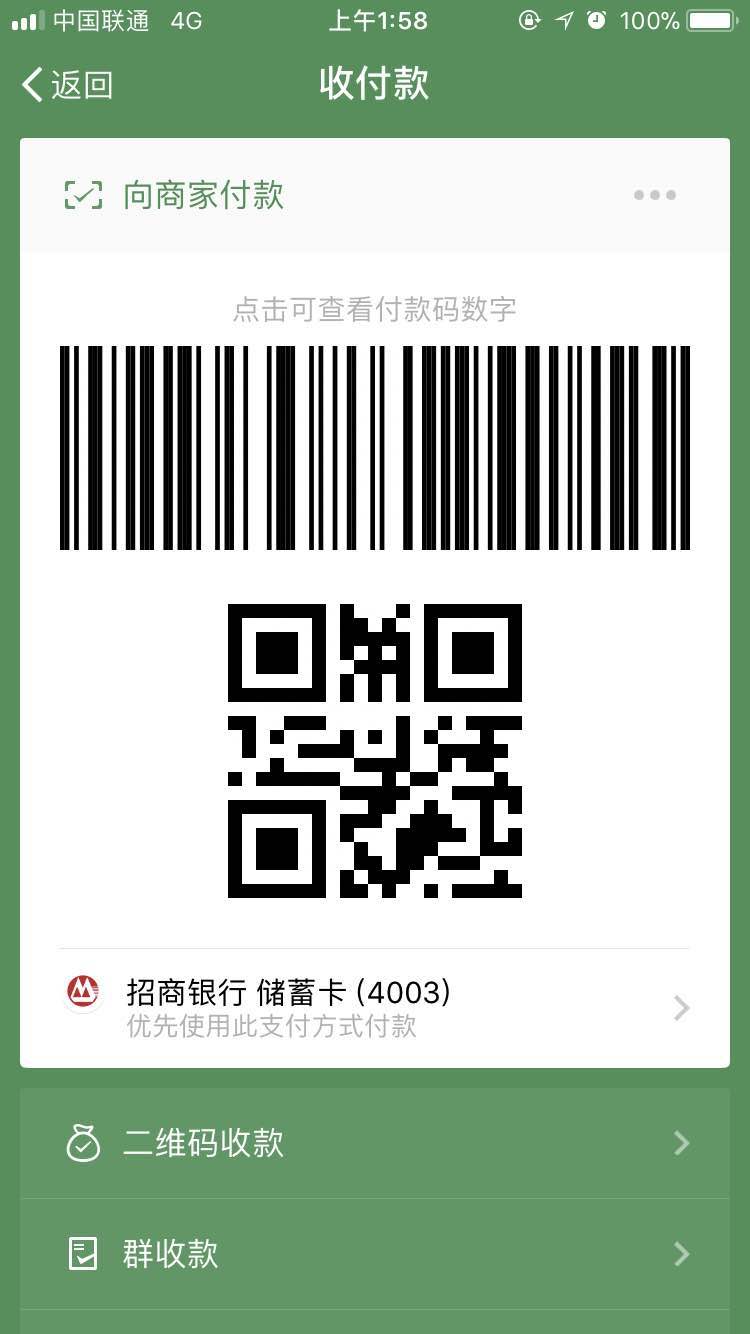 中国联通 4G 上午1:58 100%
返回 收付款
向商家付款
点击可查看付款码数字
招商银行 储蓄卡 (4003)
优先使用此支付方式付款
二维码收款
群收款